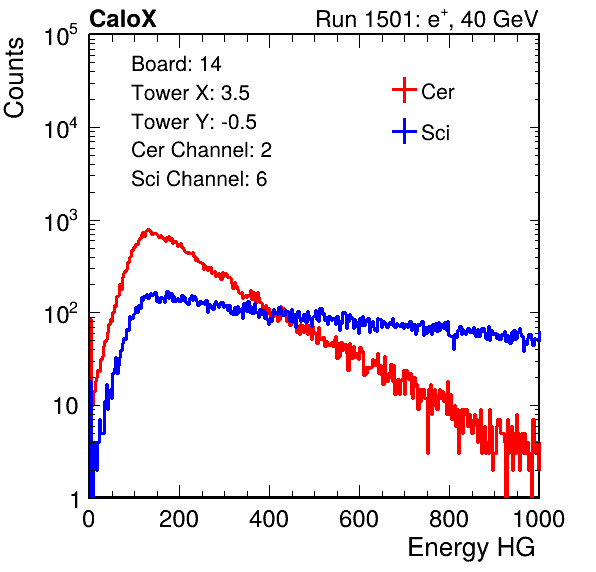 CaloX Run 1501: e⁺, 40 GeV
Counts
Board: 14
Tower X: 3.5
Tower Y: -0.5
Cer Channel: 2
Sci Channel: 6
Cer
Sci
10⁵
10⁴
10³
10²
10
1
0 200 400 600 800 1000
Energy HG